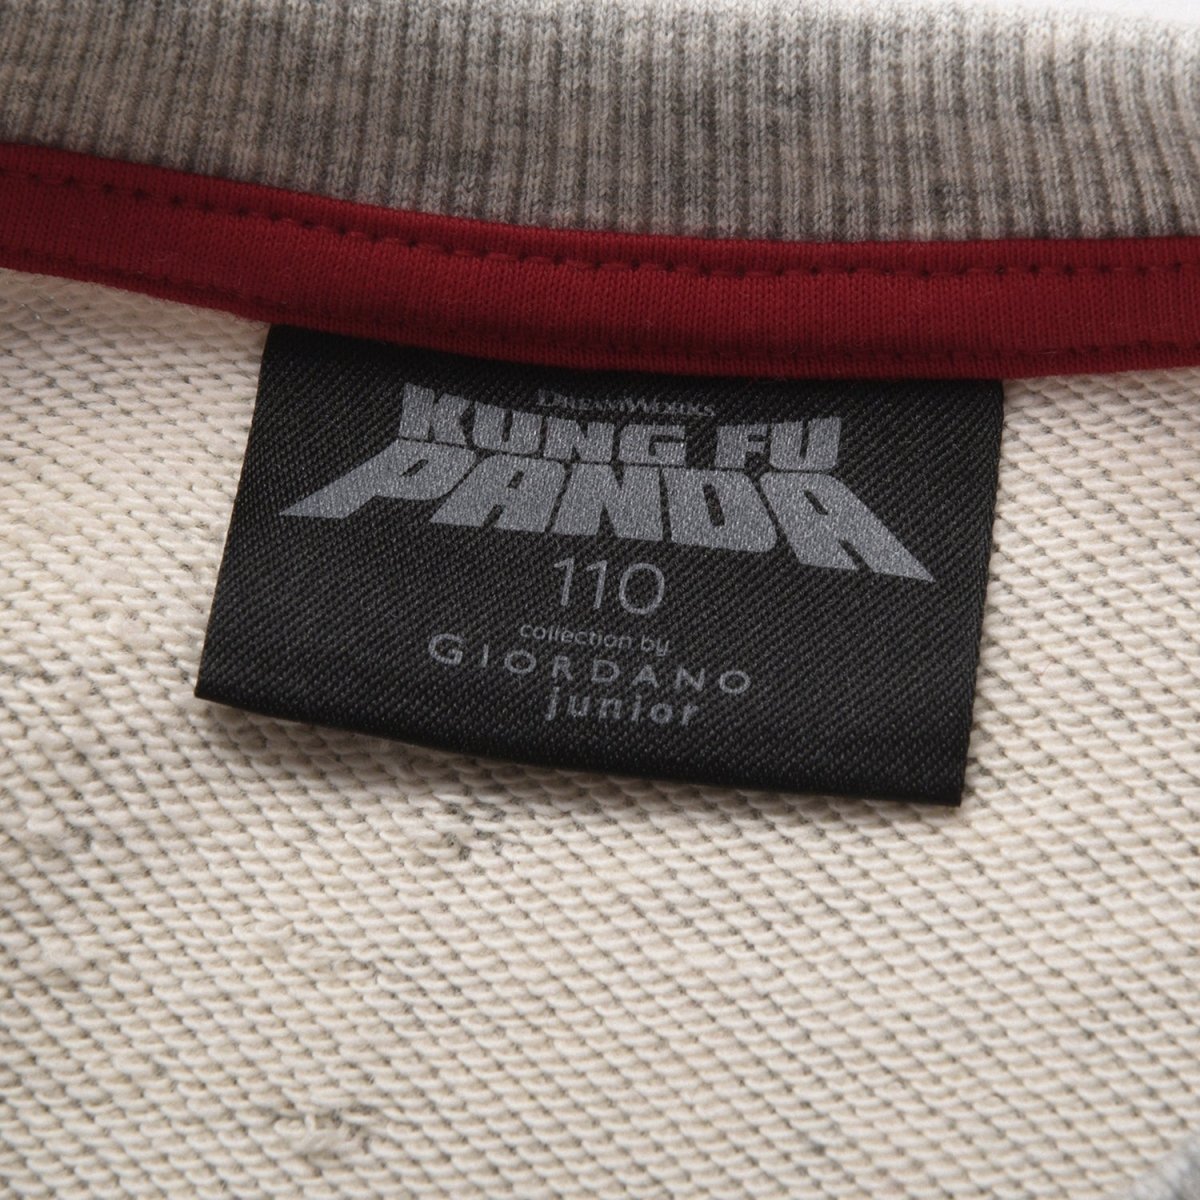 DREAMWORKS
KUNG FU
PANDA
110
collection by
GIORDANO
junior